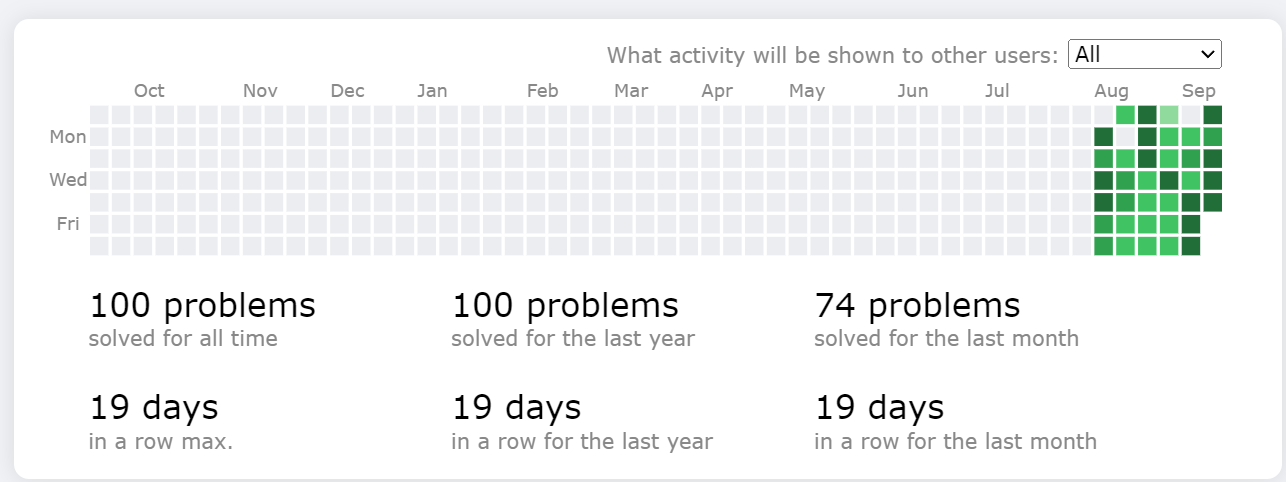 What activity will be shown to other users: All
Oct Nov Dec Jan Feb Mar Apr May Jun Jul Aug Sep
Mon
Wed
Fri
100 problems 100 problems 74 problems
solved for all time solved for the last year solved for the last month
19 days 19 days 19 days
in a row max. in a row for the last year in a row for the last month